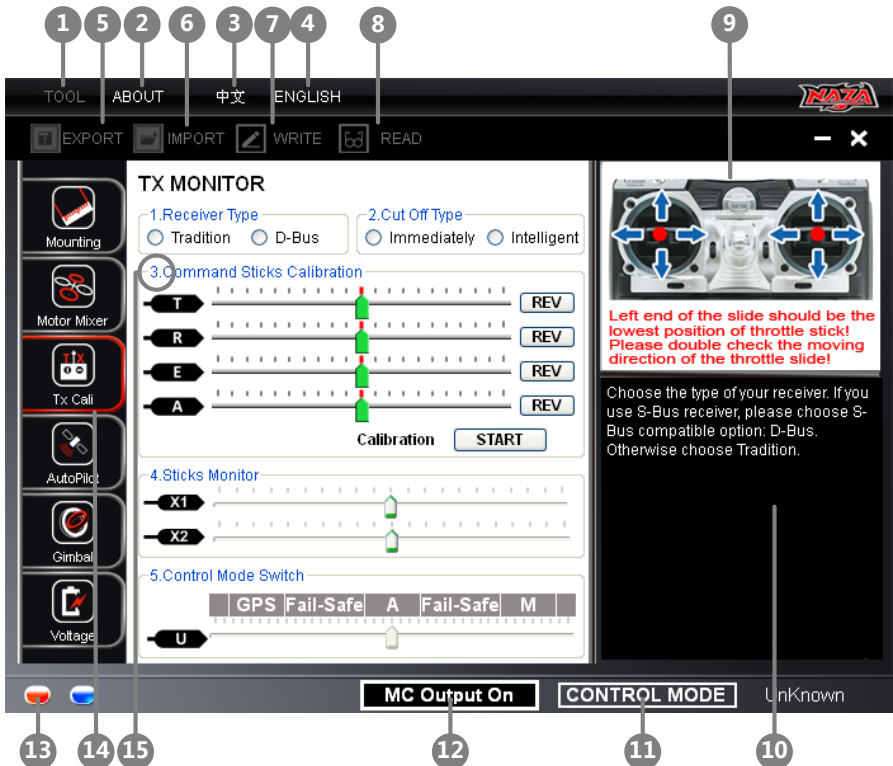 1 5 2 6 3 7 4 8 9
TOOL ABOUT 中文 ENGLISH NAZA
EXPORT IMPORT WRITE READ
Mounting
Motor Mixer
Tx Cali
AutoPilot
Gimbal
Voltage
TX MONITOR
1.Receiver Type
Tradition D-Bus
2.Cut Off Type
Immediately Intelligent
3.Command Sticks Calibration
T REV
R REV
E REV
A REV
Calibration START
4.Sticks Monitor
X1
X2
5.Control Mode Switch
GPS Fail-Safe A Fail-Safe M
U
Left end of the slide should be the
lowest position of throttle stick!
Please double check the moving
direction of the throttle slide!
Choose the type of your receiver. If you
use S-Bus receiver, please choose S-
Bus compatible option: D-Bus.
Otherwise choose Tradition.
MC Output On CONTROL MODE UnKnown
13 14 15 12 11 10